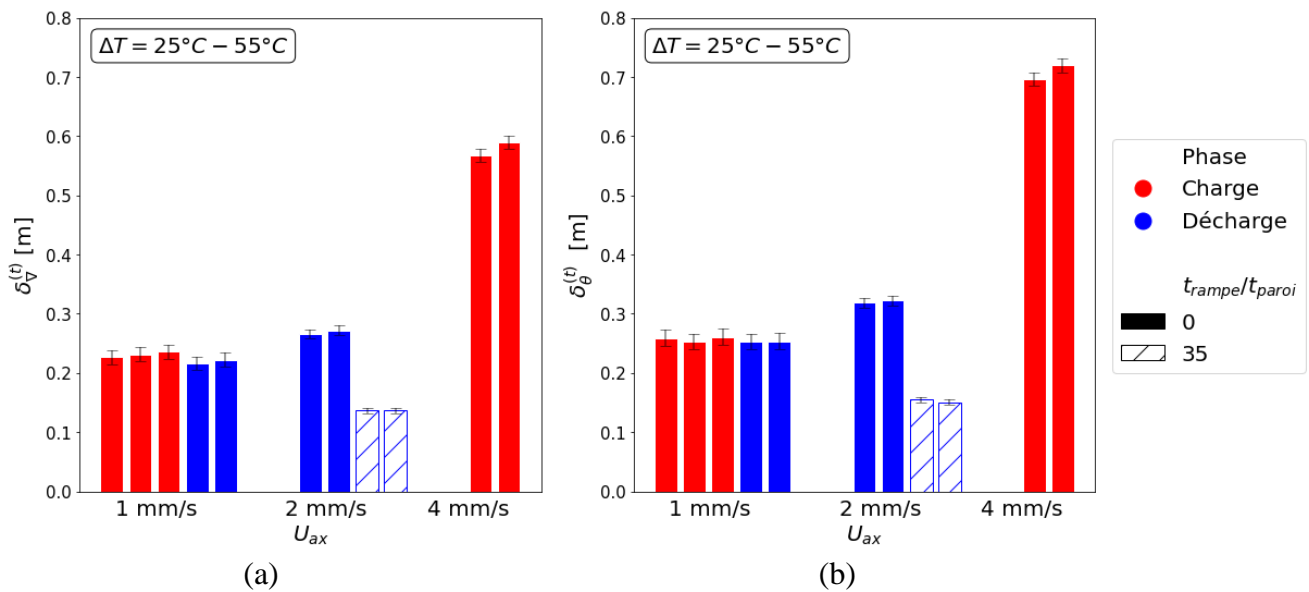 ΔT = 25°C − 55°C
0.8
0.7
0.6
0.5
0.4
0.3
0.2
0.1
0.0
δ_∇^(t) [m]
1 mm/s 2 mm/s 4 mm/s
U_ax
(a)
ΔT = 25°C − 55°C
0.8
0.7
0.6
0.5
0.4
0.3
0.2
0.1
0.0
δ_θ^(t) [m]
1 mm/s 2 mm/s 4 mm/s
U_ax
(b)
Phase
Charge
Décharge
t_rampe/t_paroi
0
35